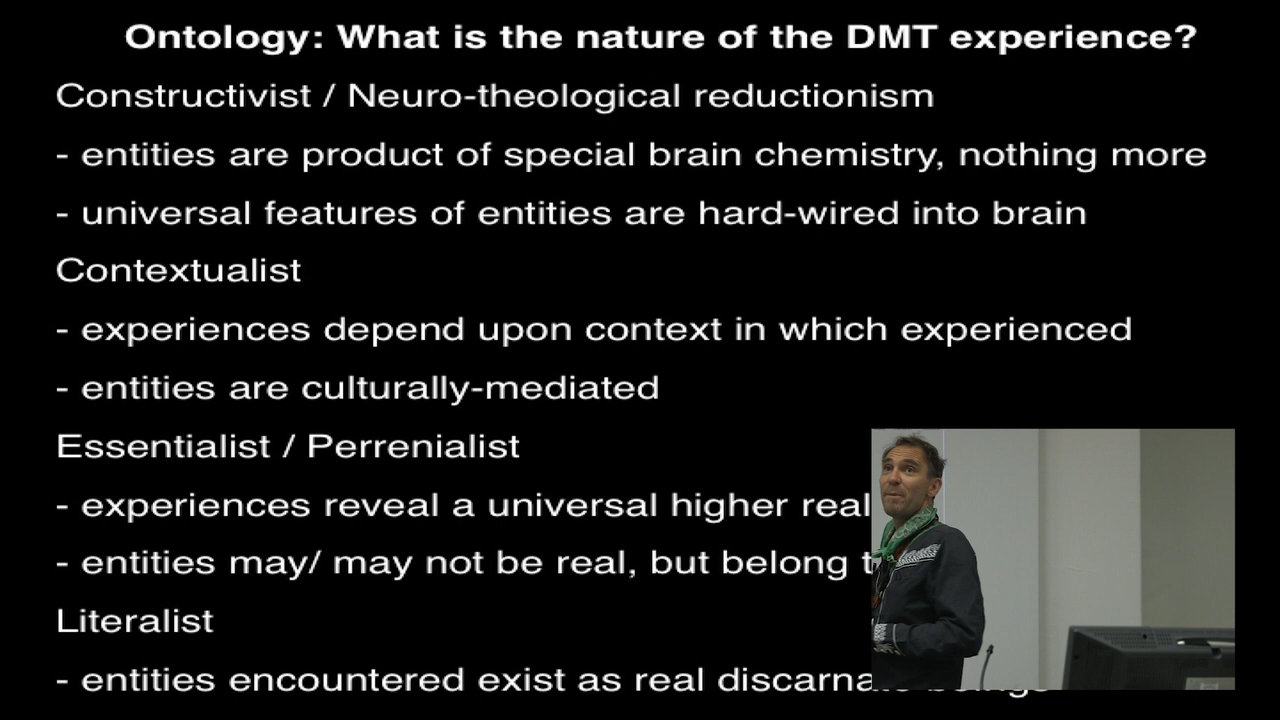 Ontology: What is the nature of the DMT experience?
Constructivist / Neuro-theological reductionism
- entities are product of special brain chemistry, nothing more
- universal features of entities are hard-wired into brain
Contextualist
- experiences depend upon context in which experienced
- entities are culturally-mediated
Essentialist / Perrenialist
- experiences reveal a universal higher
- entities may/ may not be real, but belong
Literalist
- entities encountered exist as real discarnate beings